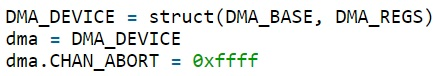 DMA_DEVICE = struct(DMA_BASE, DMA_REGS)
dma = DMA_DEVICE
dma.CHAN_ABORT = 0xffff